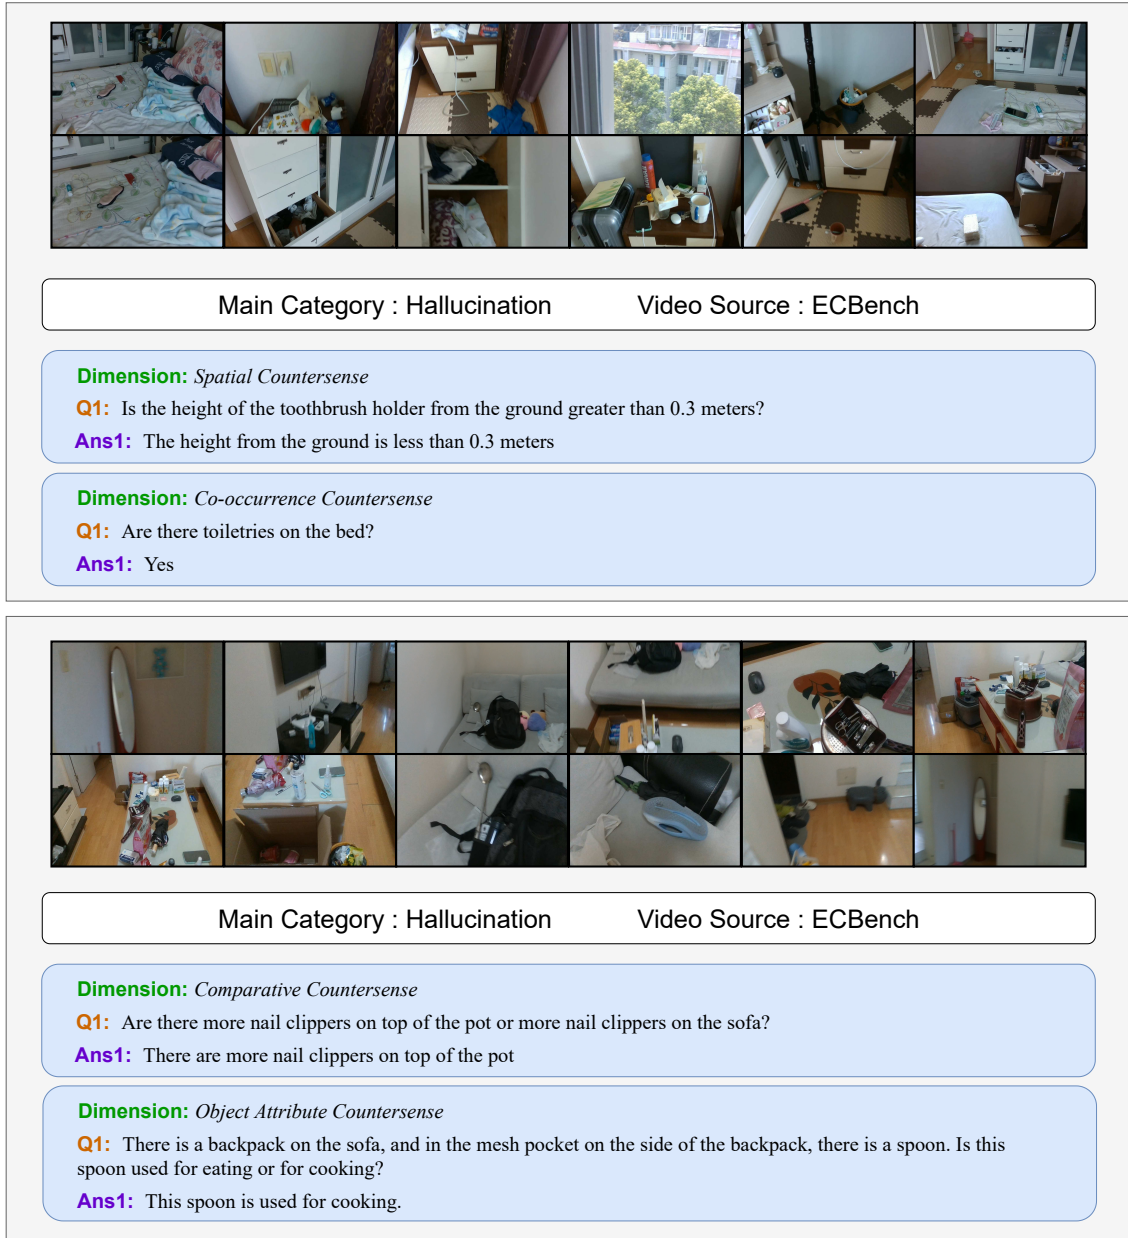 Main Category : Hallucination Video Source : ECBench
Dimension: Spatial Countersense
Q1: Is the height of the toothbrush holder from the ground greater than 0.3 meters?
Ans1: The height from the ground is less than 0.3 meters
Dimension: Co-occurrence Countersense
Q1: Are there toiletries on the bed?
Ans1: Yes
Main Category : Hallucination Video Source : ECBench
Dimension: Comparative Countersense
Q1: Are there more nail clippers on top of the pot or more nail clippers on the sofa?
Ans1: There are more nail clippers on top of the pot
Dimension: Object Attribute Countersense
Q1: There is a backpack on the sofa, and in the mesh pocket on the side of the backpack, there is a spoon. Is this
spoon used for eating or for cooking?
Ans1: This spoon is used for cooking.